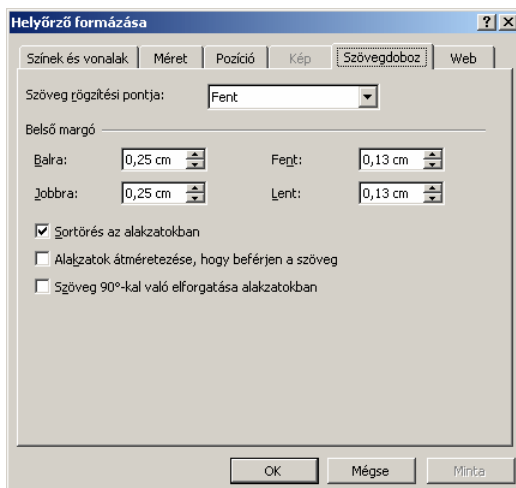 Helyőrző formázása
Színek és vonalak Méret Pozíció Kép Szövegdoboz Web
Szöveg rögzítési pontja: Fent
Belső margó
Balra: 0,25 cm Fent: 0,13 cm
Jobbra: 0,25 cm Lent: 0,13 cm
Sortörés az alakzatokban
Alakzatok átméretezése, hogy beférjen a szöveg
Szöveg 90°-kal való elforgatása alakzatokban
OK Mégse Minta